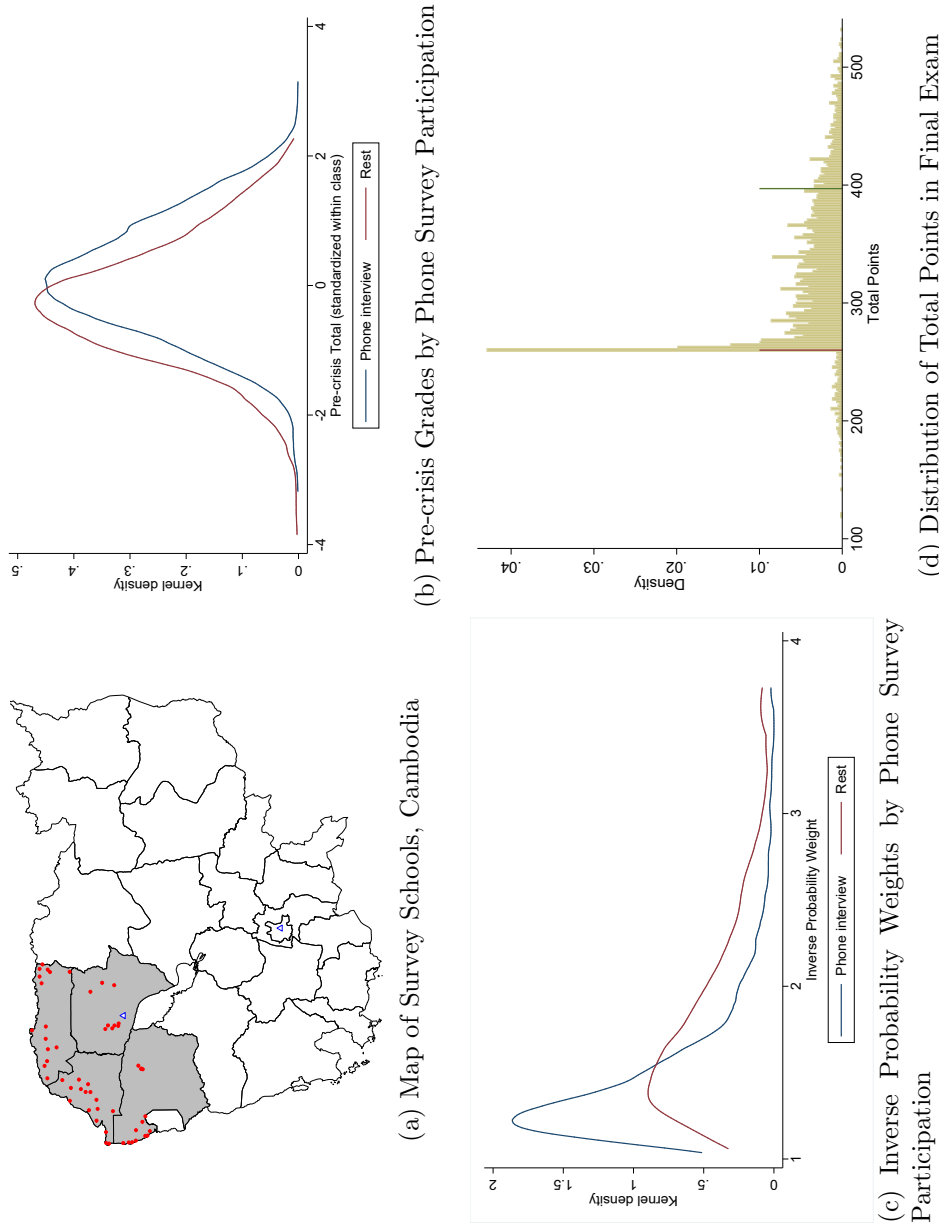 (a) Map of Survey Schools, Cambodia
.5
.4
.3
.2
.1
0
Kernel density
-4
-2
0
2
4
Pre-crisis Total (standardized within class)
Phone interview
Rest
(b) Pre-crisis Grades by Phone Survey Participation
2
1.5
1
.5
0
Kernel density
1
2
3
4
Inverse Probability Weight
Phone interview
Rest
(c) Inverse Probability Weights by Phone Survey
Participation
.04
.03
.02
.01
0
Density
100
200
300
400
500
Total Points
(d) Distribution of Total Points in Final Exam